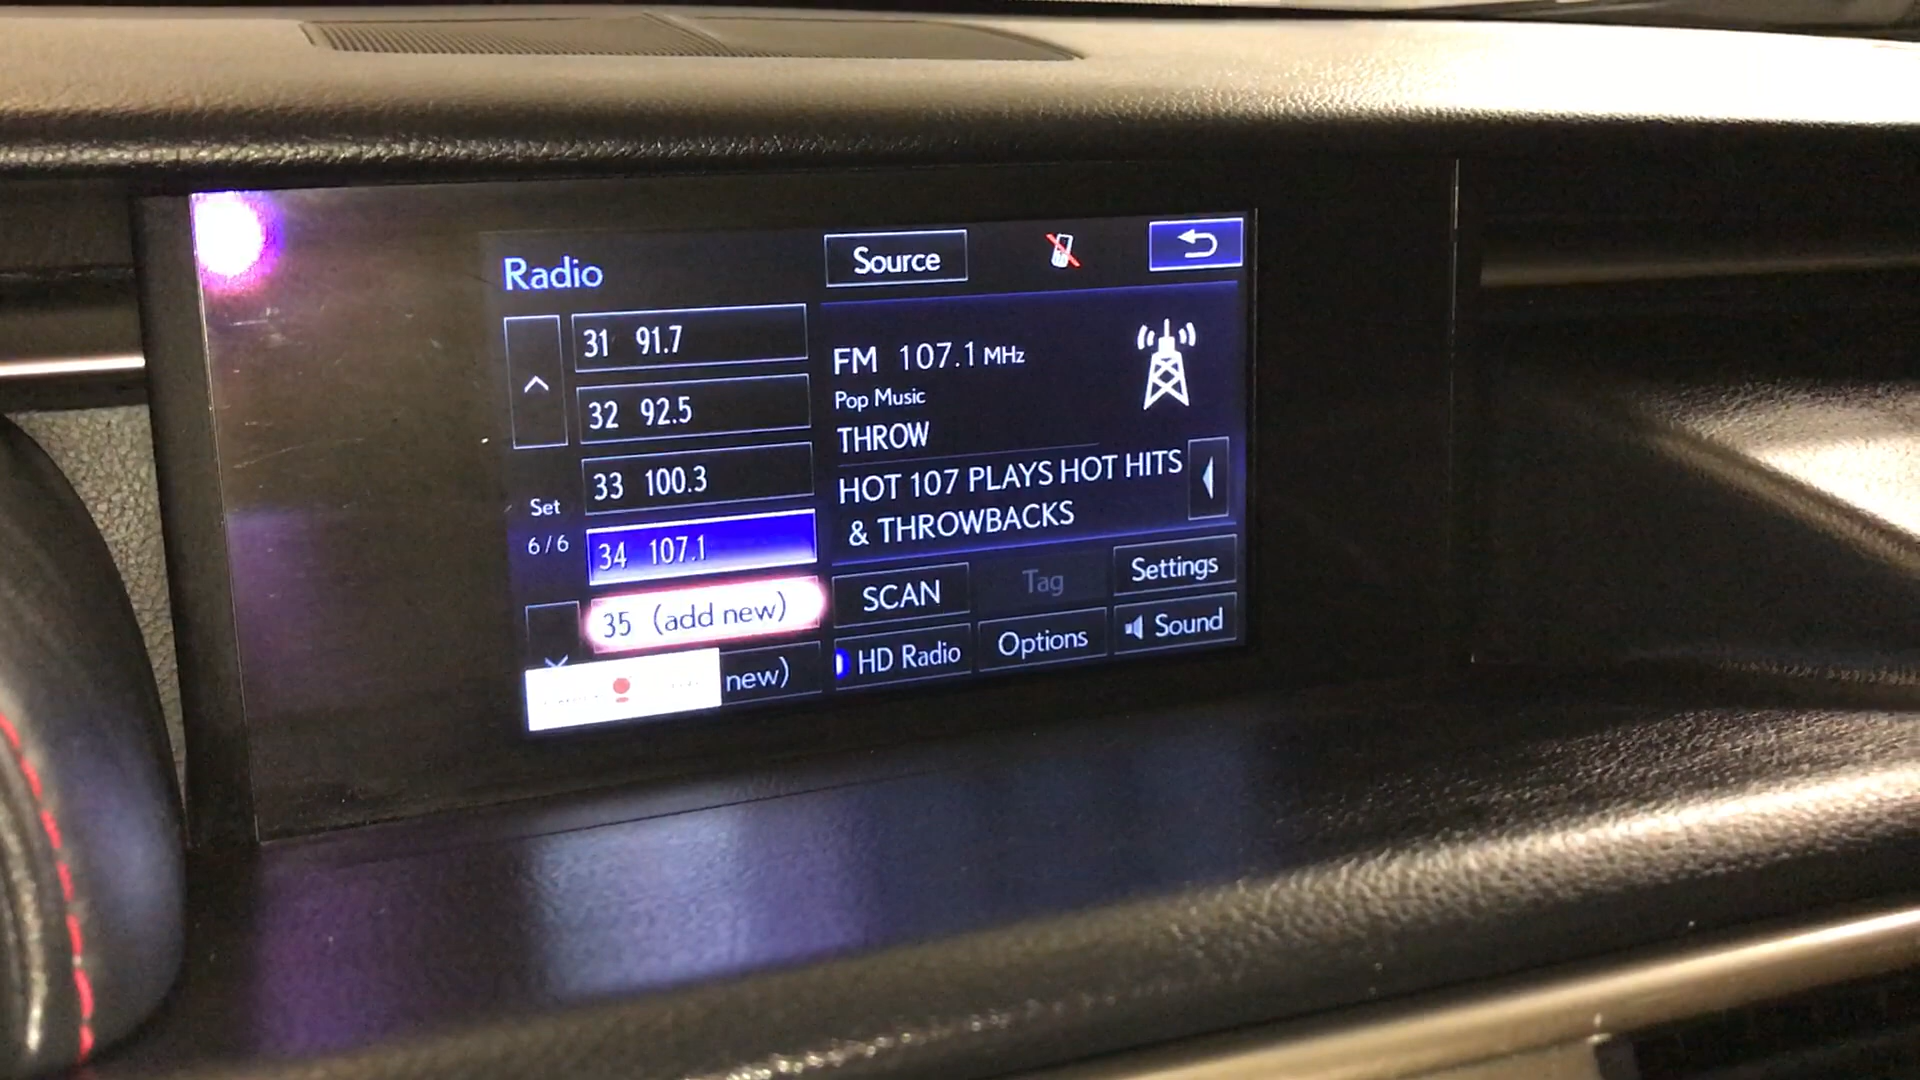 Radio
Source
31 91.7
32 92.5
33 100.3
34 107.1
35 (add new)
new)
Set
6/6
FM 107.1 MHz
Pop Music
THROW
HOT 107 PLAYS HOT HITS
& THROWBACKS
SCAN
Tag
Settings
HD Radio
Options
Sound